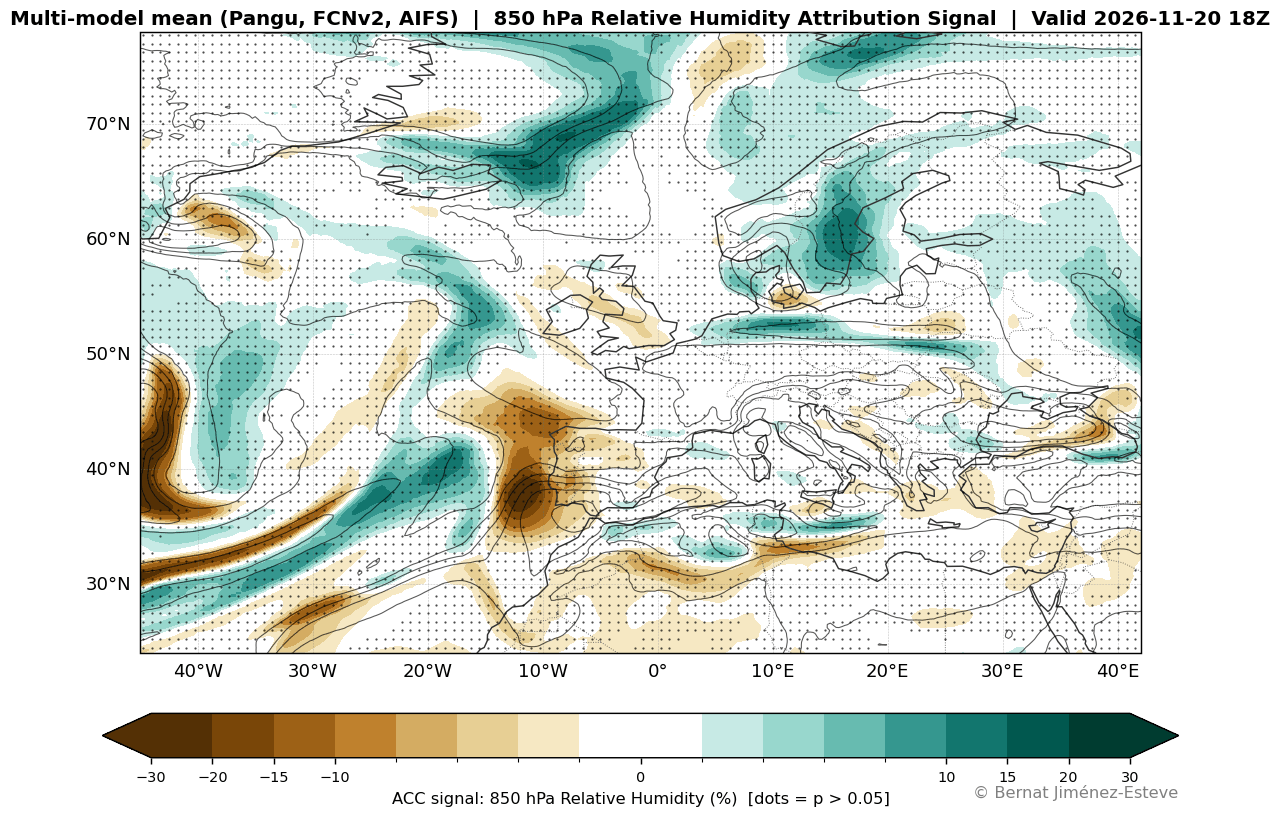 Multi-model mean (Pangu, FCNv2, AIFS)  |  850 hPa Relative Humidity Attribution Signal  |  Valid 2026-11-20 18Z
70°N
60°N
50°N
40°N
30°N
40°W 30°W 20°W 10°W 0° 10°E 20°E 30°E 40°E
−30 −20 −15 −10 0 10 15 20 30
ACC signal: 850 hPa Relative Humidity (%)  [dots = p > 0.05]
© Bernat Jiménez-Esteve